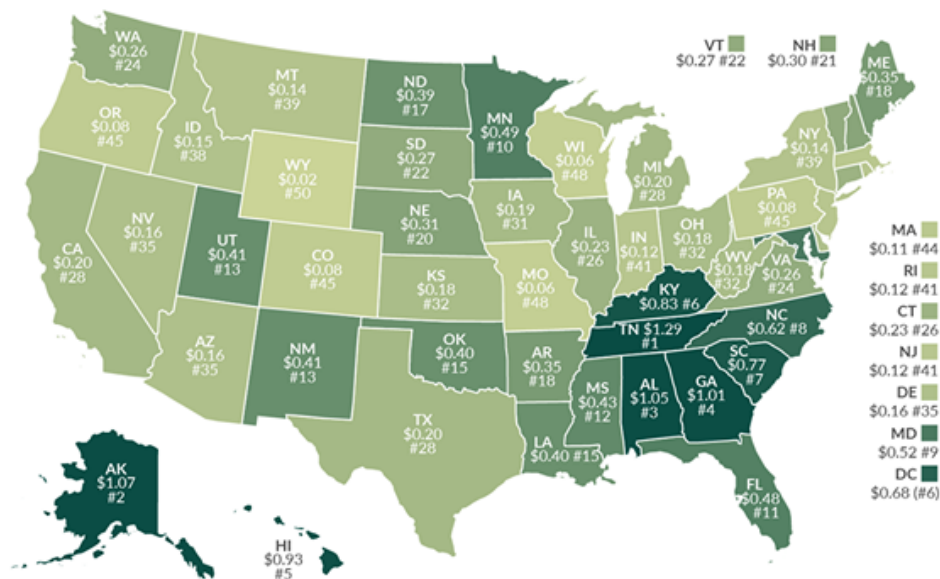 WA
$0.26
#24
OR
$0.08
#45
CA
$0.20
#28
ID
$0.15
#38
NV
$0.16
#35
MT
$0.14
#39
WY
$0.02
#50
UT
$0.41
#13
AZ
$0.16
#35
CO
$0.08
#45
NM
$0.41
#13
ND
$0.39
#17
SD
$0.27
#22
NE
$0.31
#20
KS
$0.18
#32
OK
$0.40
#15
TX
$0.20
#28
MN
$0.49
#10
IA
$0.19
#31
MO
$0.06
#48
AR
$0.35
#18
LA
$0.40 #15
WI
$0.06
#48
IL
$0.23
#26
MI
$0.20
#28
IN
$0.12
#41
OH
$0.18
#32
KY
$0.83 #6
TN $1.29
#1
MS
$0.43
#12
AL
$1.05
#3
GA
$1.01
#4
FL
$0.48
#11
SC
$0.77
#7
NC
$0.62 #8
VA
$0.26
#24
WV
$0.18
#32
PA
$0.08
#45
NY
$0.14
#39
ME
$0.35
#18
VT
$0.27 #22
NH
$0.30 #21
MA
$0.11 #44
RI
$0.12 #41
CT
$0.23 #26
NJ
$0.12 #41
DE
$0.16 #35
MD
$0.52 #9
DC
$0.68 (#6)
AK
$1.07
#2
HI
$0.93
#5